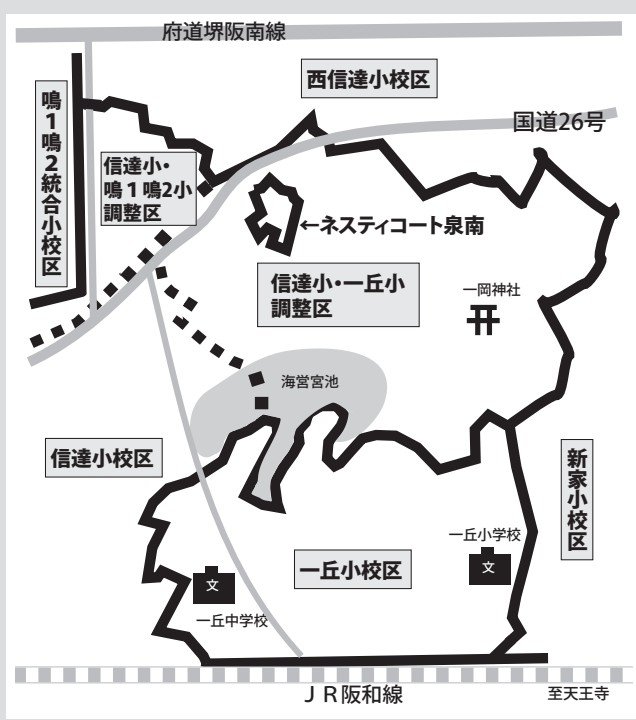 府道堺阪南線
西信達小校区
国道26号
鳴1鳴2統合小校区
信達小・
鳴1鳴2小
調整区
←ネスティコート泉南
信達小・一丘小
調整区
一岡神社
海営宮池
信達小校区
新家小校区
一丘小学校
文
一丘小校区
文
一丘中学校
ＪＲ阪和線
至天王寺